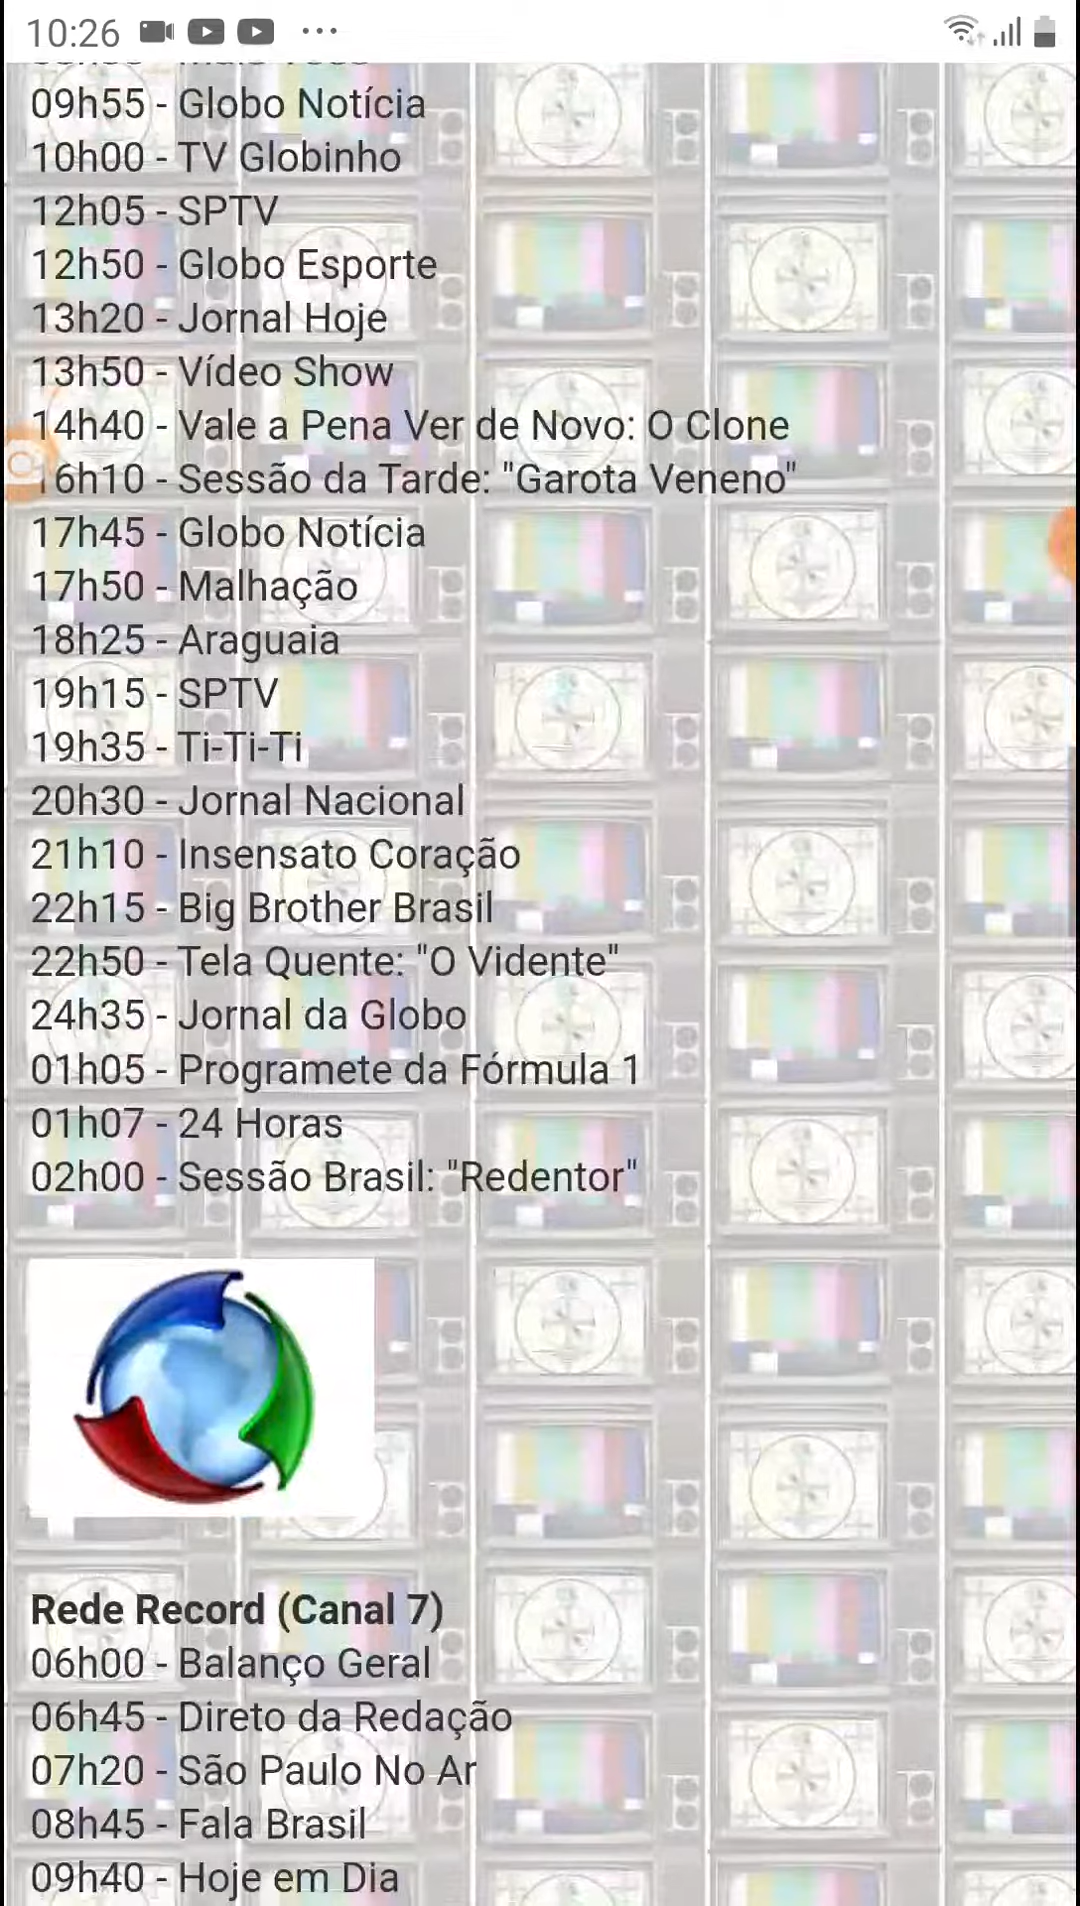 10:26
09h55 - Globo Notícia
10h00 - TV Globinho
12h05 - SPTV
12h50 - Globo Esporte
13h20 - Jornal Hoje
13h50 - Vídeo Show
14h40 - Vale a Pena Ver de Novo: O Clone
16h10 - Sessão da Tarde: "Garota Veneno"
17h45 - Globo Notícia
17h50 - Malhação
18h25 - Araguaia
19h15 - SPTV
19h35 - Ti-Ti-Ti
20h30 - Jornal Nacional
21h10 - Insensato Coração
22h15 - Big Brother Brasil
22h50 - Tela Quente: "O Vidente"
24h35 - Jornal da Globo
01h05 - Programete da Fórmula 1
01h07 - 24 Horas
02h00 - Sessão Brasil: "Redentor"
Rede Record (Canal 7)
06h00 - Balanço Geral
06h45 - Direto da Redação
07h20 - São Paulo No Ar
08h45 - Fala Brasil
09h40 - Hoje em Dia